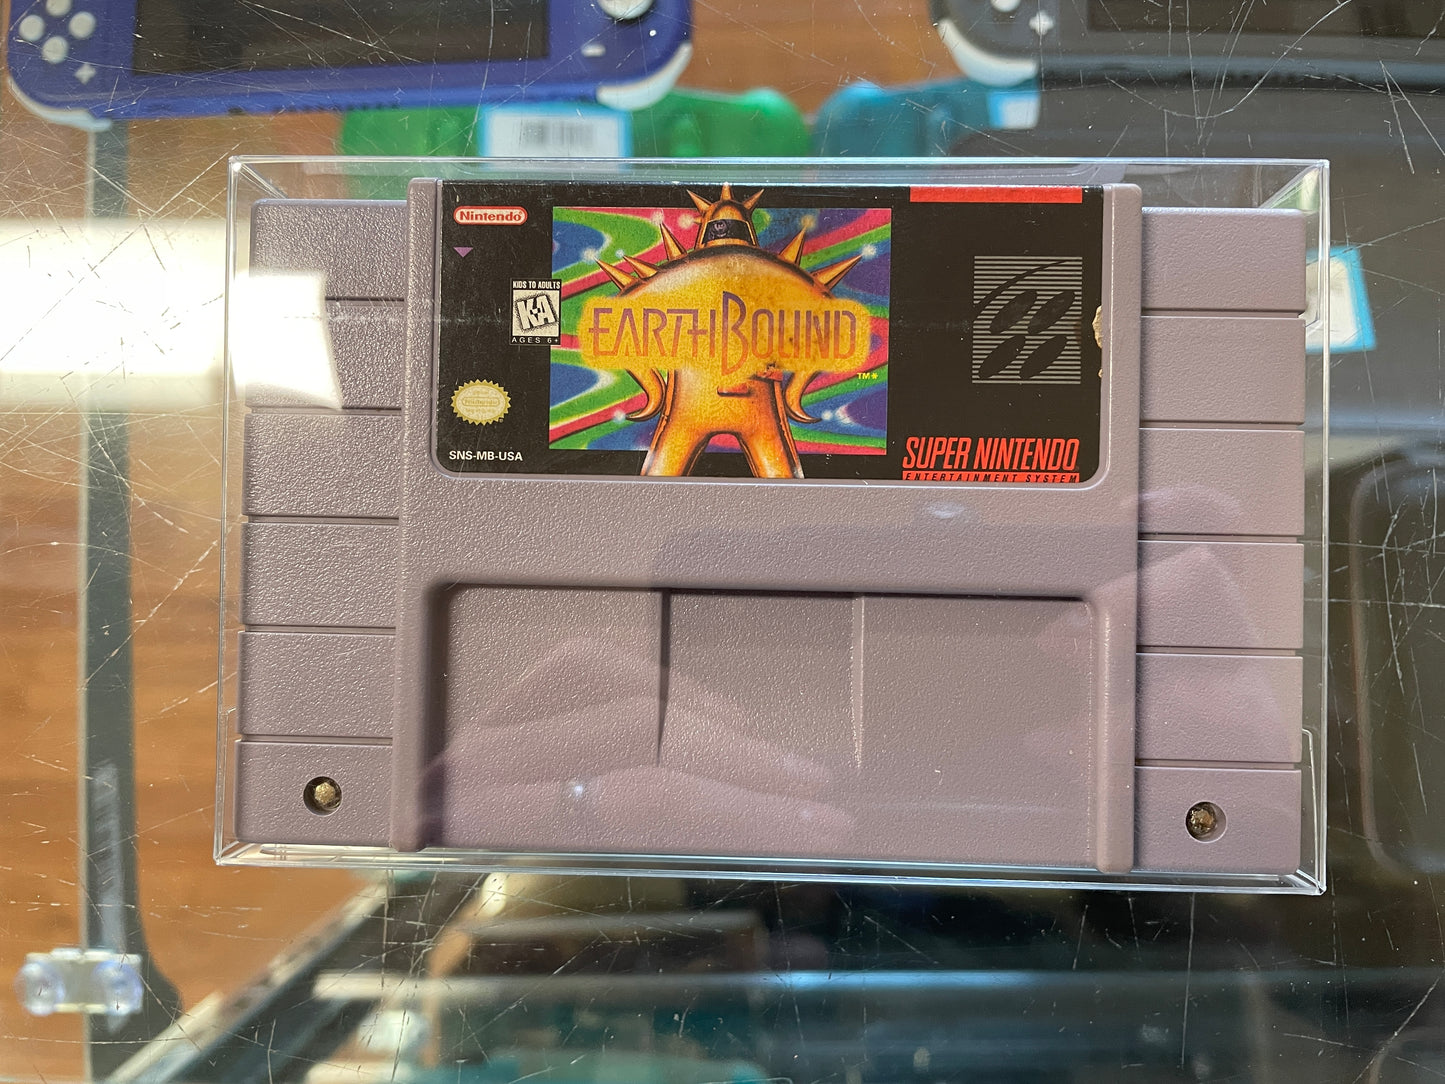 Nintendo
KIDS TO ADULTS
K-A
AGES 6+
EARTHBOUND
TM*
SNS-MB-USA
SUPER NINTENDO
ENTERTAINMENT SYSTEM